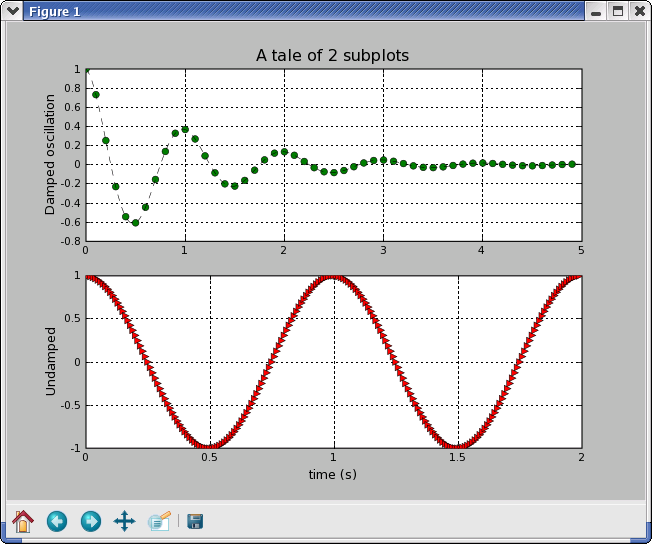 Figure 1
A tale of 2 subplots
Damped oscillation
1
0.8
0.6
0.4
0.2
0
-0.2
-0.4
-0.6
-0.8
0 1 2 3 4 5
Undamped
1
0.5
0
-0.5
-1
0 0.5 1 1.5 2
time (s)